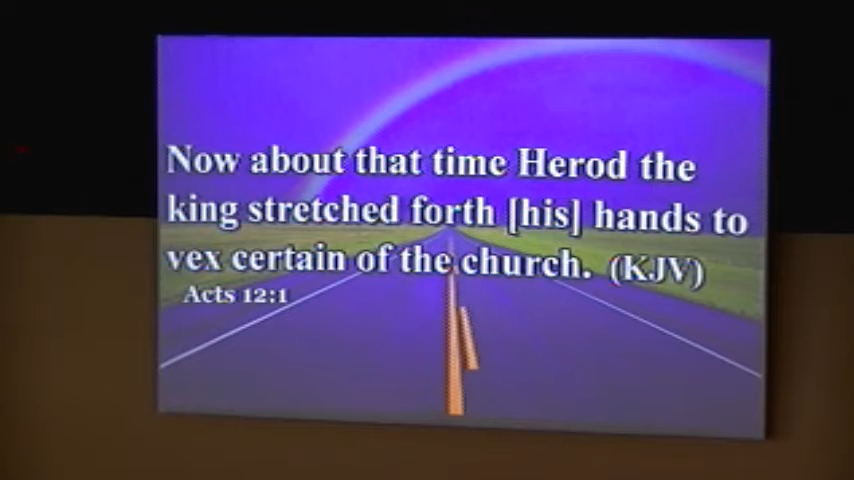 Now about that time Herod the
king stretched forth [his] hands to
vex certain of the church. (KJV)
Acts 12:1